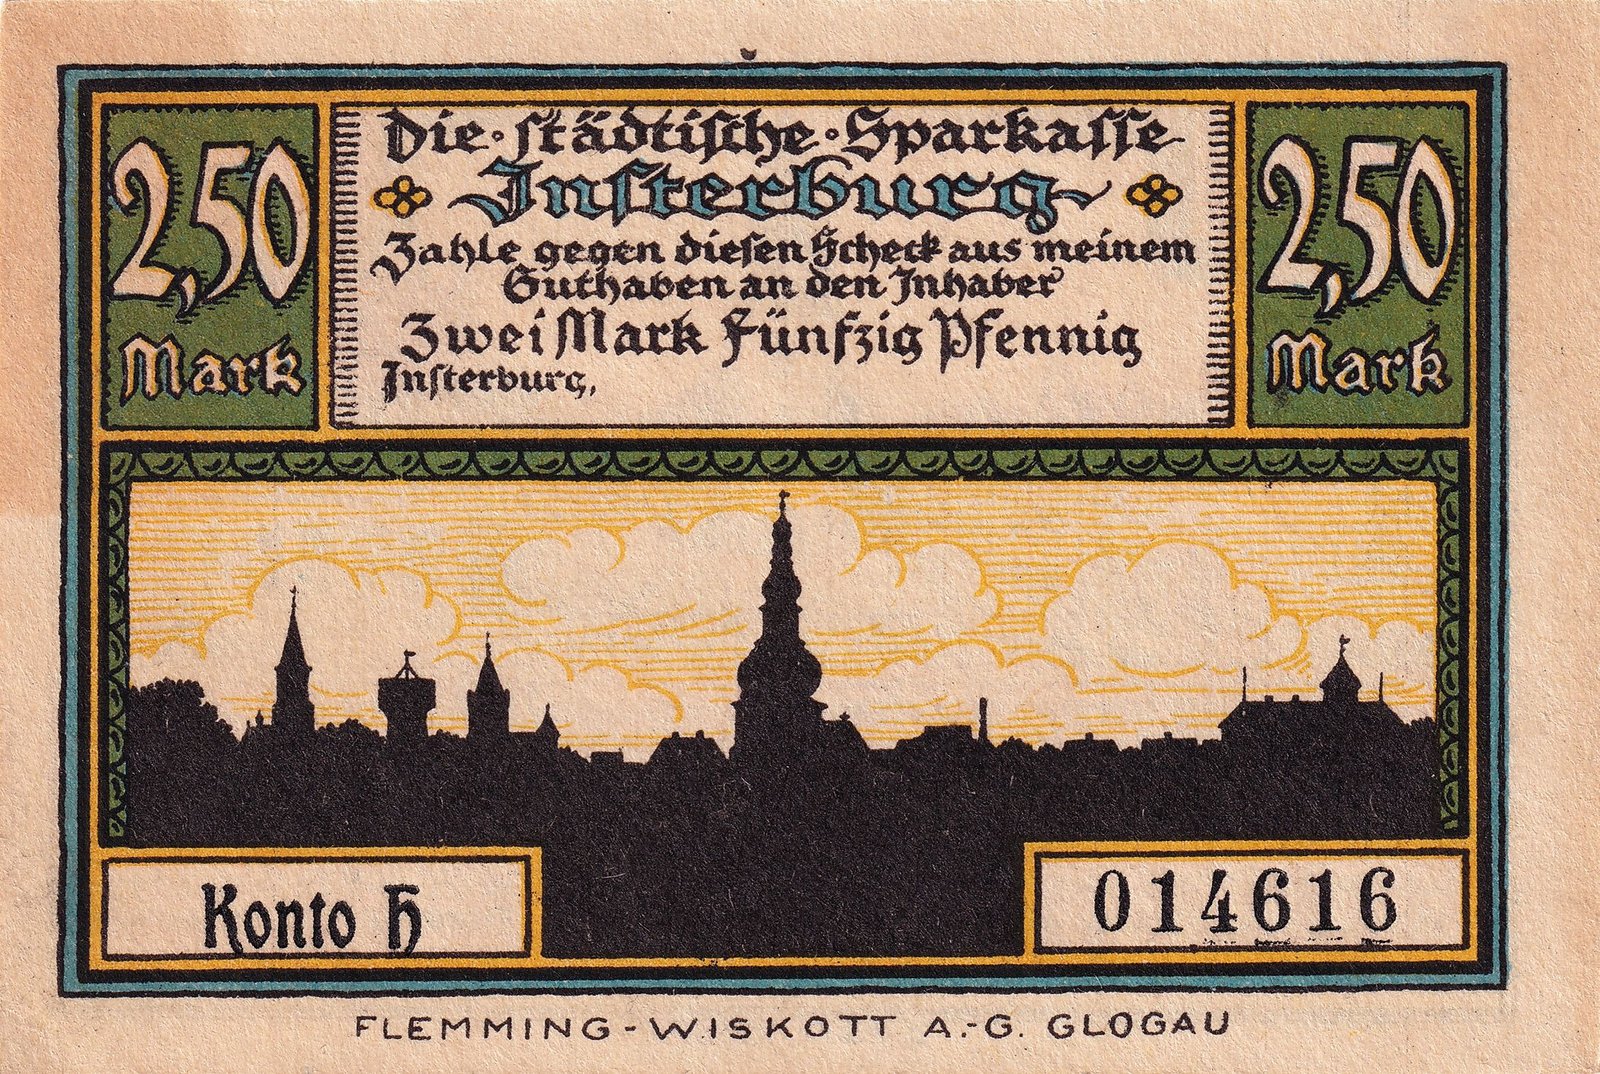 2,50
Mark
Die städtische Sparkasse
Insterburg
Zahle gegen diesen Scheck aus meinem
Guthaben an den Inhaber
Zwei Mark Fünfzig Pfennig
Insterburg,
2,50
Mark
Konto H
014616
FLEMMING-WISKOTT A.-G. GLOGAU